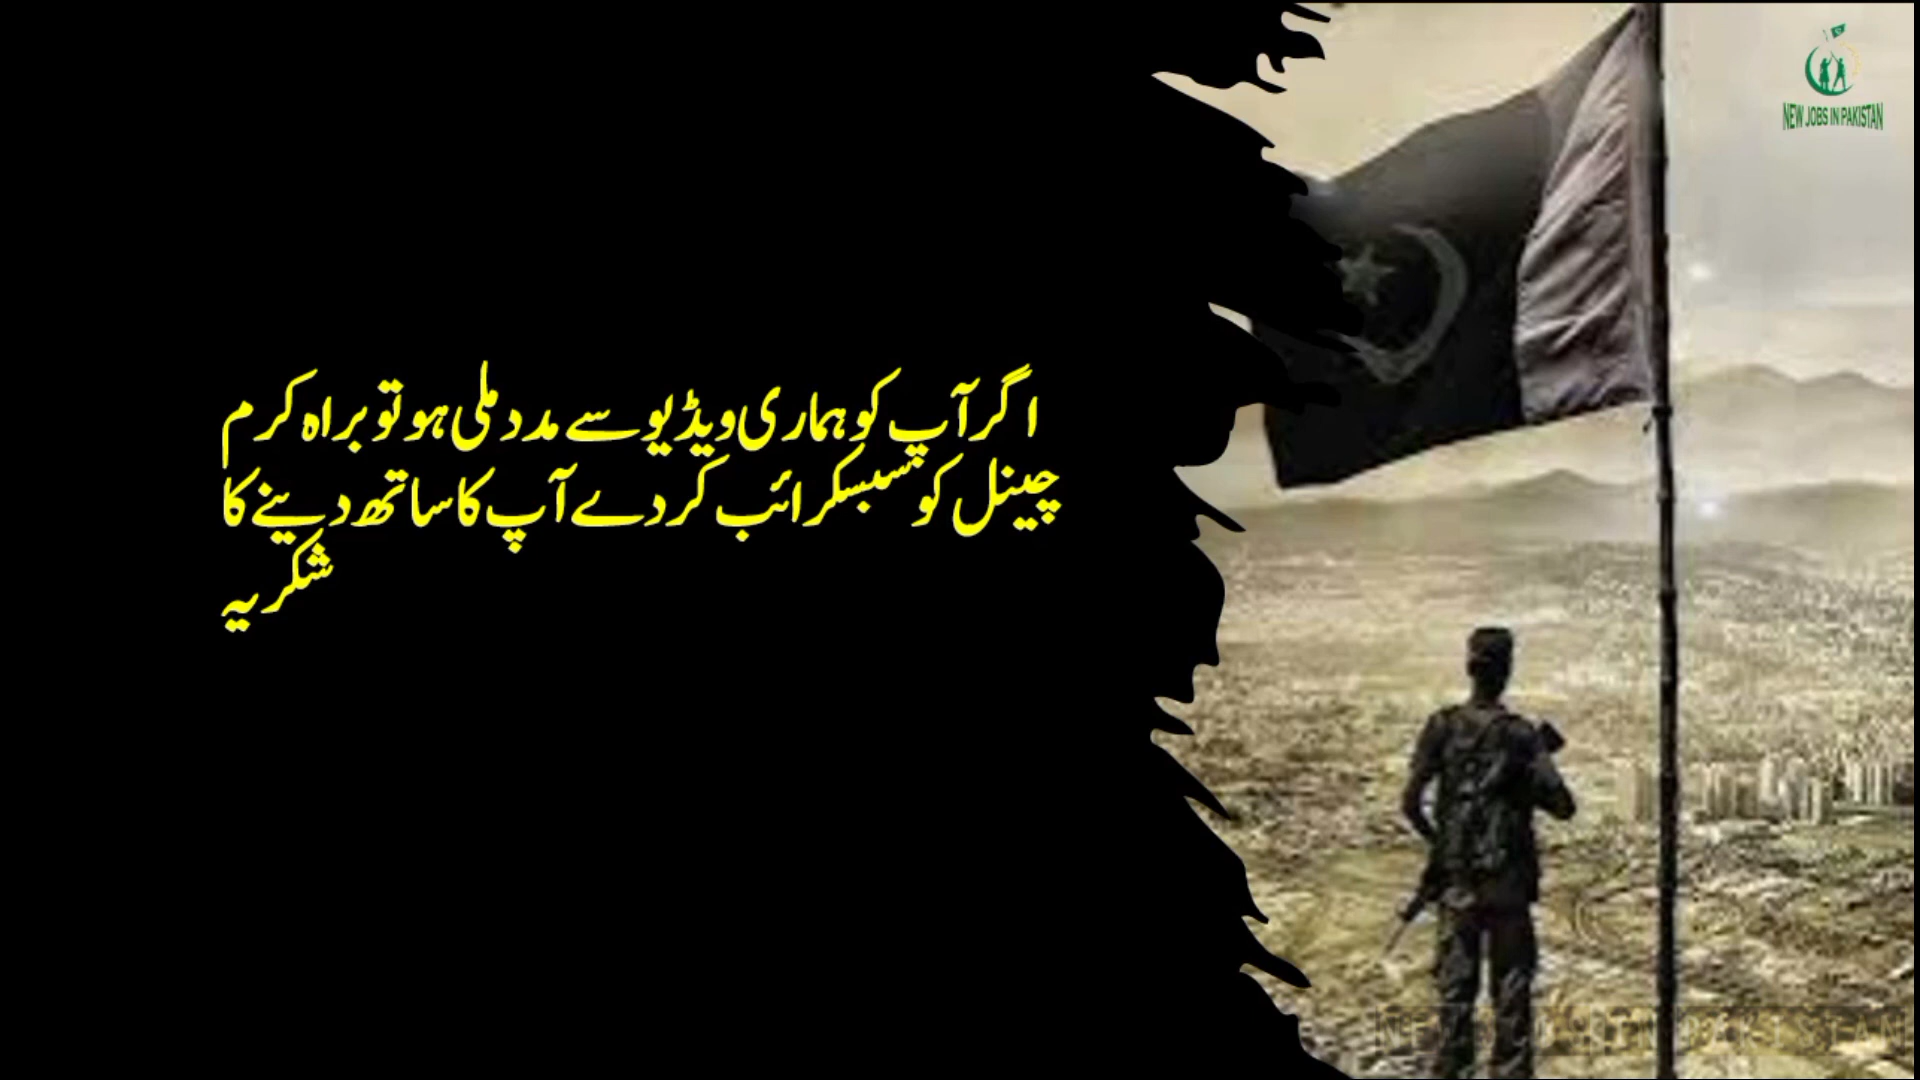 NEW JOBS IN PAKISTAN
اگر آپ کو ہماری ویڈیو سے مدد ملی ہو تو براہ کرم
چینل کو سبسکرائب کر دے آپ کا ساتھ دینے کا
شکریہ